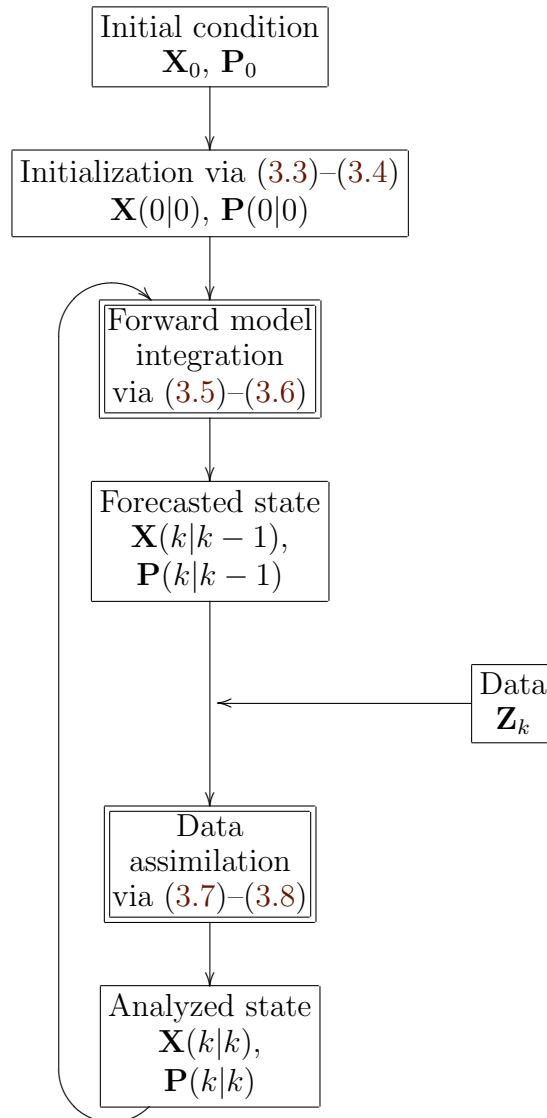 Initial condition
X₀, P₀
Initialization via (3.3)–(3.4)
X(0|0), P(0|0)
Forward model
integration
via (3.5)–(3.6)
Forecasted state
X(k|k − 1),
P(k|k − 1)
Data
Zₖ
Data
assimilation
via (3.7)–(3.8)
Analyzed state
X(k|k),
P(k|k)